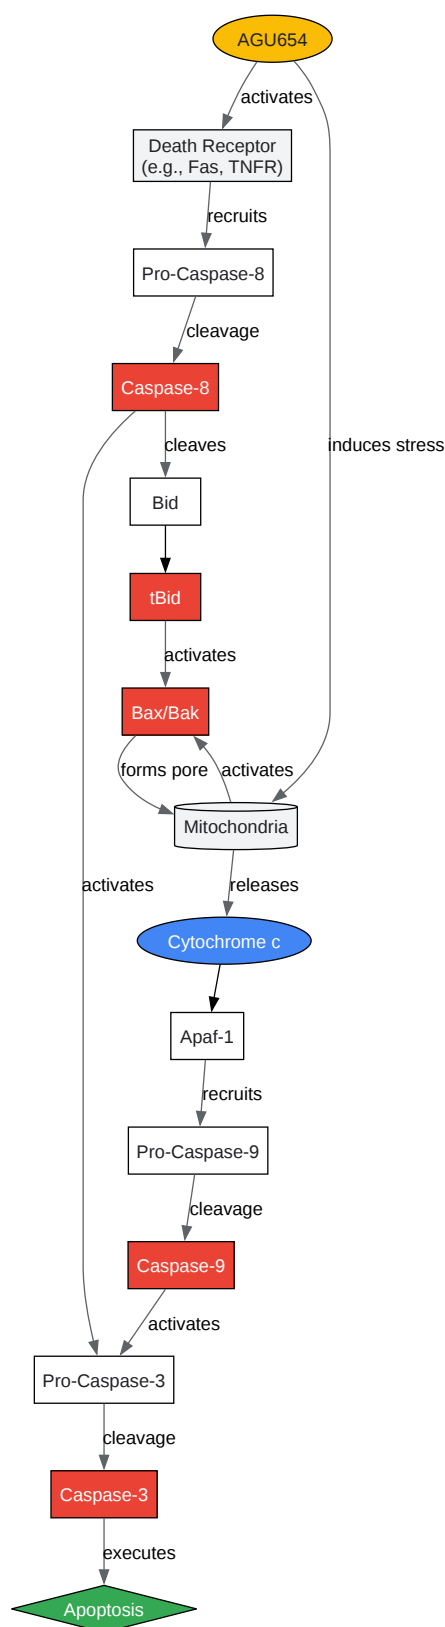 AGU654
activates
Death Receptor
(e.g., Fas, TNFR)
recruits
Pro-Caspase-8
cleavage
Caspase-8
cleaves
induces stress
Bid
tBid
activates
Bax/Bak
forms pore
activates
Mitochondria
activates
releases
Cytochrome c
Apaf-1
recruits
Pro-Caspase-9
cleavage
Caspase-9
activates
Pro-Caspase-3
cleavage
Caspase-3
executes
Apoptosis